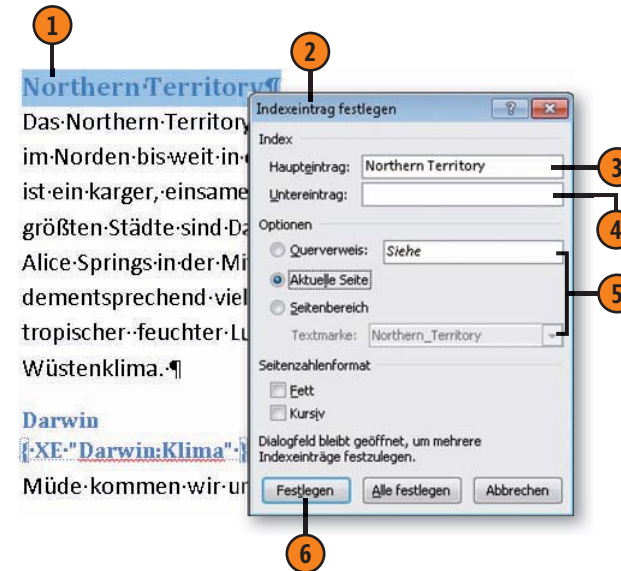 1
2
Northern·Territory¶
Das·Northern·Territory
im·Norden·bis·weit·in·
ist·ein·karger,·einsame
größten·Städte·sind·Da
Alice·Springs·in·der·Mi
dementsprechend·viel
tropischer··feuchter·Lu
Wüstenklima.·¶
Darwin
{·XE·"Darwin:Klima"·}
Müde·kommen·wir·ur
Indexeintrag festlegen
Index
Haupteintrag: Northern Territory
3
Untereintrag:
4
Optionen
Querverweis: Siehe
Aktuelle Seite
5
Seitenbereich
Textmarke: Northern_Territory
Seitenzahlenformat
Fett
Kursiv
Dialogfeld bleibt geöffnet, um mehrere
Indexeinträge festzulegen.
Festlegen Alle festlegen Abbrechen
6